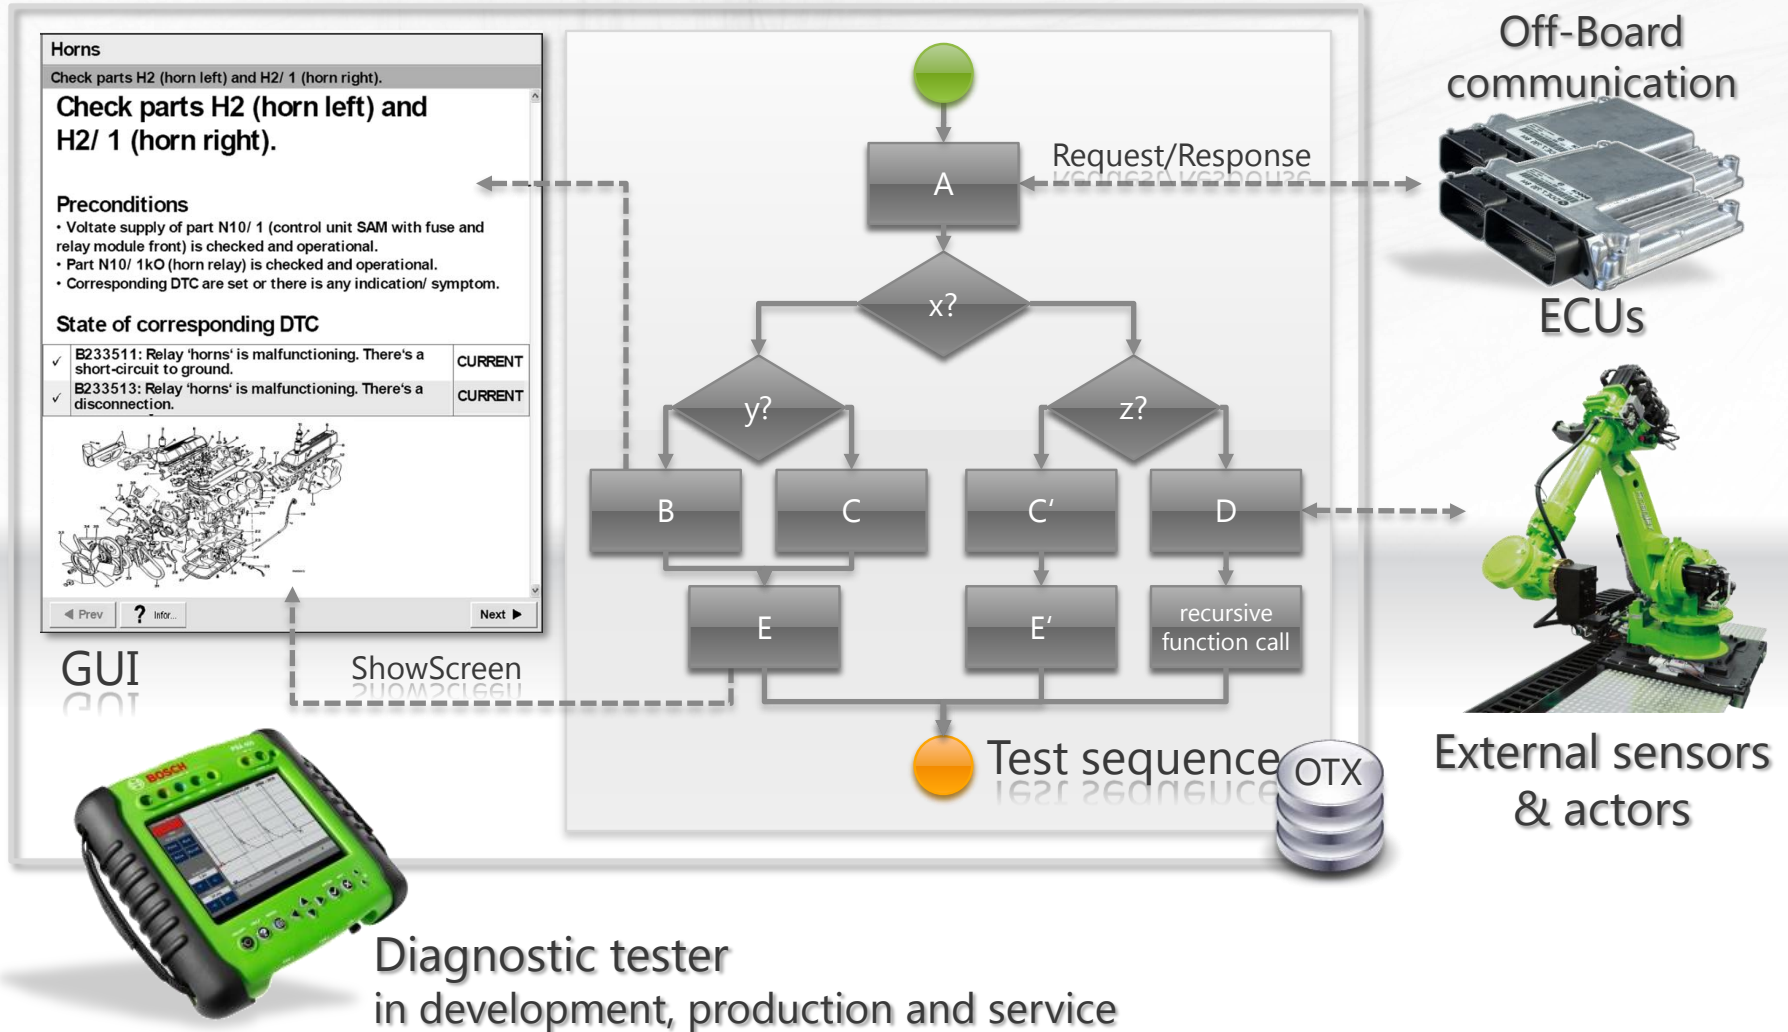 Horns
Check parts H2 (horn left) and H2/ 1 (horn right).
Check parts H2 (horn left) and
H2/ 1 (horn right).
Preconditions
• Voltate supply of part N10/ 1 (control unit SAM with fuse and
relay module front) is checked and operational.
• Part N10/ 1kO (horn relay) is checked and operational.
• Corresponding DTC are set or there is any indication/ symptom.
State of corresponding DTC
✓ B233511: Relay ‘horns‘ is malfunctioning. There‘s a
short-circuit to ground.
CURRENT
✓ B233513: Relay ‘horns‘ is malfunctioning. There‘s a
disconnection.
CURRENT
◀ Prev
? Infor...
Next ▶
GUI
ShowScreen
A
x?
y?
z?
B
C
C‘
D
E
E‘
recursive
function call
Request/Response
Test sequence
OTX
Off-Board
communication
ECUs
External sensors
& actors
BOSCH
Diagnostic tester
in development, production and service